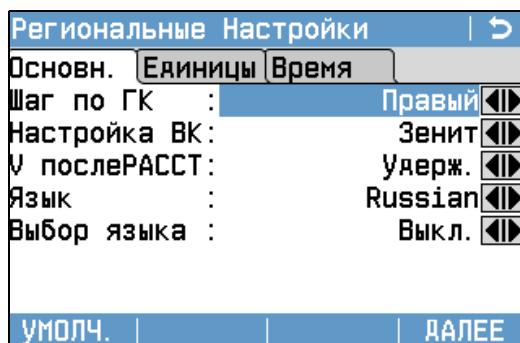 Региональные Настройки
Основн. Единицы Время
Шаг по ГК : Правый
Настройка ВК: Зенит
V послеРАССТ: Удерж.
Язык : Russian
Выбор языка : Выкл.
УМОЛЧ. ДАЛЕЕ